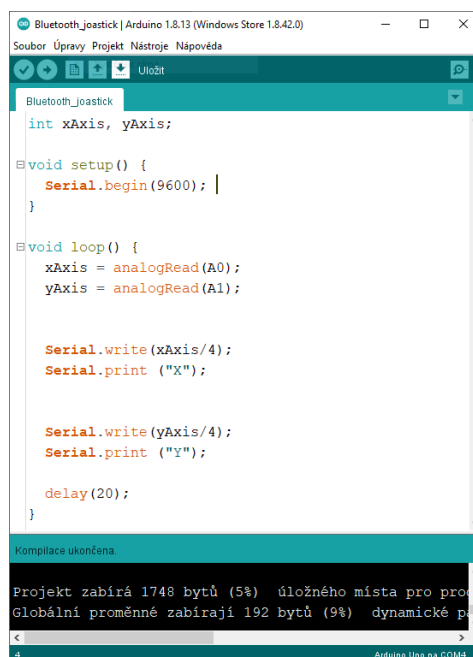 Bluetooth_joastick | Arduino 1.8.13 (Windows Store 1.8.42.0)
Soubor Úpravy Projekt Nástroje Nápověda
Uložit
Bluetooth_joastick
int xAxis, yAxis;
void setup() {
Serial.begin(9600);
}
void loop() {
xAxis = analogRead(A0);
yAxis = analogRead(A1);
Serial.write(xAxis/4);
Serial.print ("X");
Serial.write(yAxis/4);
Serial.print ("Y");
delay(20);
}
Kompilace ukončena.
Projekt zabírá 1748 bytů (5%) úložného místa pro
Globální proměnné zabírají 192 bytů (9%) dynamické
4 Arduino Uno na COM4